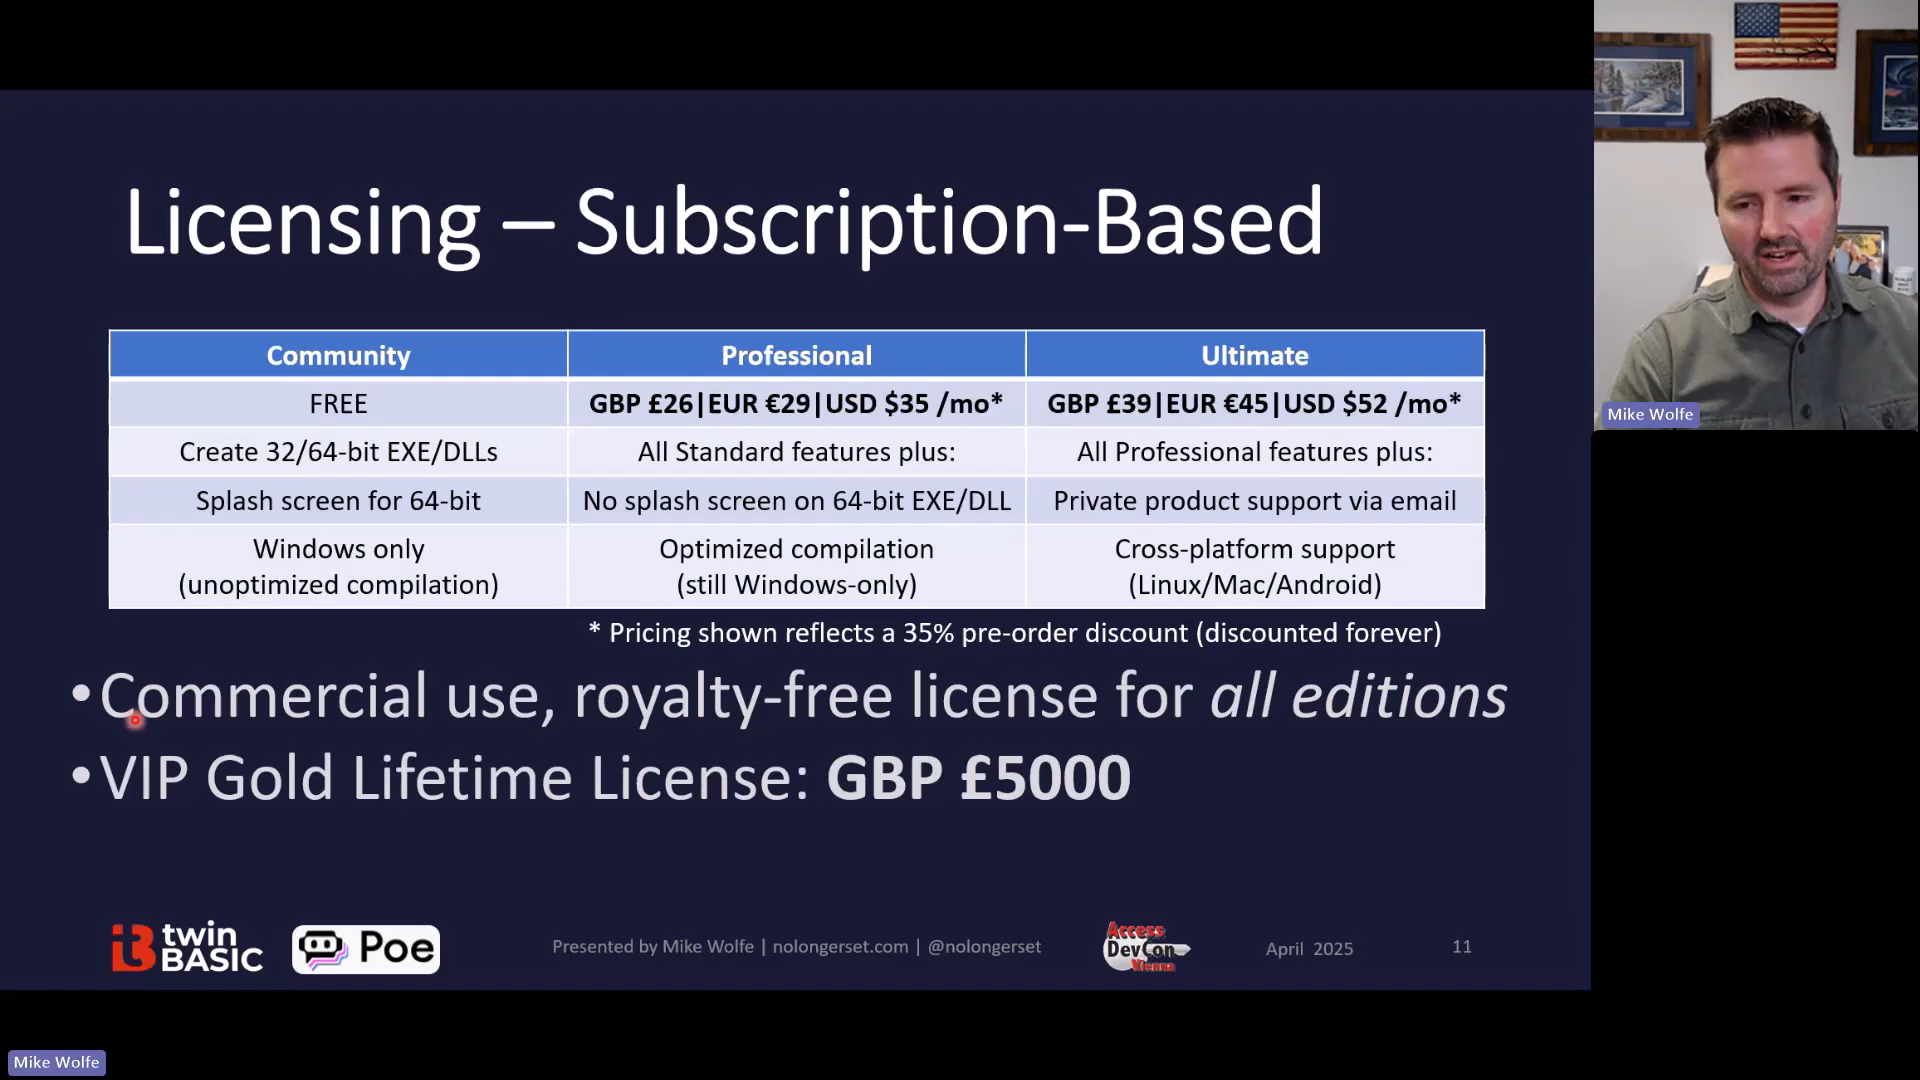 Licensing – Subscription-Based
Community
Professional
Ultimate
FREE
GBP £26|EUR €29|USD $35 /mo*
GBP £39|EUR €45|USD $52 /mo*
Create 32/64-bit EXE/DLLs
All Standard features plus:
All Professional features plus:
Splash screen for 64-bit
No splash screen on 64-bit EXE/DLL
Private product support via email
Windows only
(unoptimized compilation)
Optimized compilation
(still Windows-only)
Cross-platform support
(Linux/Mac/Android)
* Pricing shown reflects a 35% pre-order discount (discounted forever)
•Commercial use, royalty-free license for all editions
•VIP Gold Lifetime License: GBP £5000
twin
BASIC
Poe
Presented by Mike Wolfe | nolongerset.com | @nolongerset
Access
DevCon
Vienna
April 2025
11
Mike Wolfe
Mike Wolfe